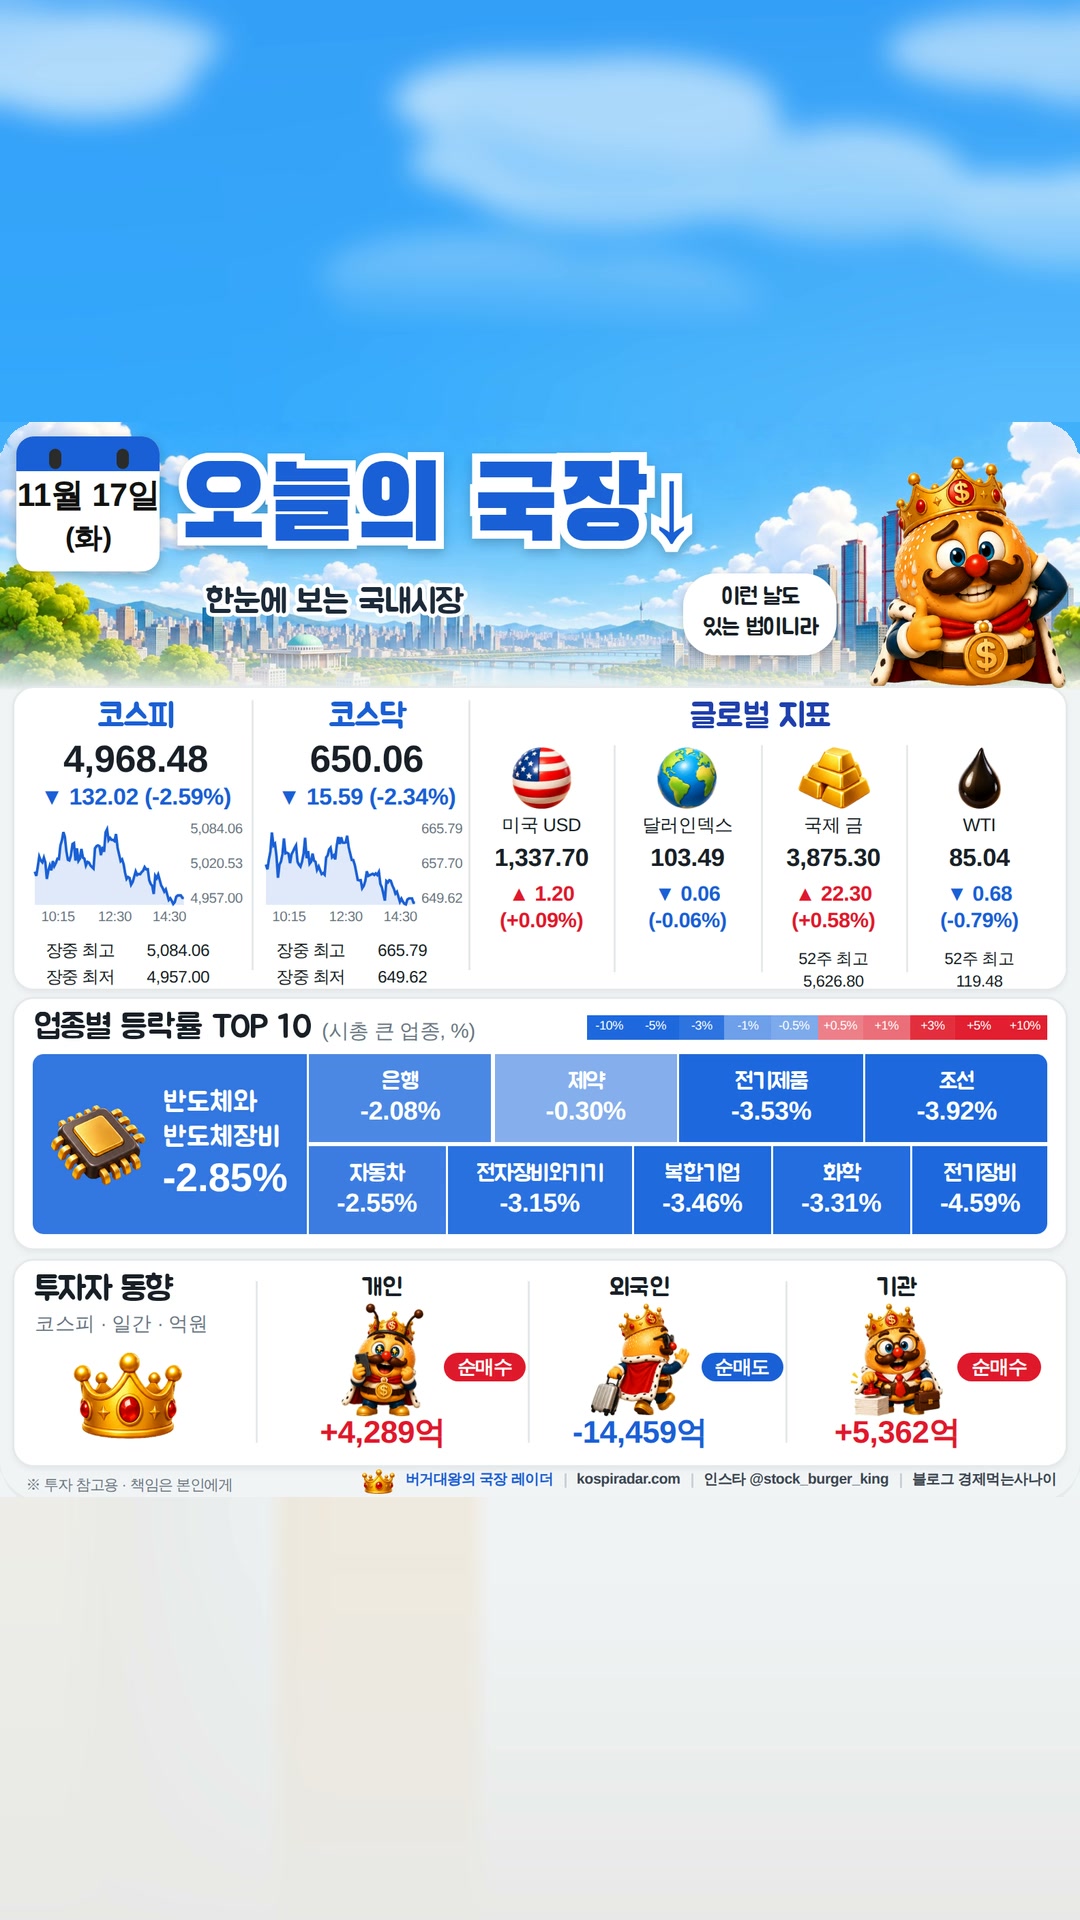 11월 17일
(화)
오늘의 국장↓
한눈에 보는 국내시장
이런 날도
있는 법이니라
코스피
4,968.48
▼ 132.02 (-2.59%)
5,084.06
5,020.53
4,957.00
10:15 12:30 14:30
장중 최고 5,084.06
장중 최저 4,957.00
코스닥
650.06
▼ 15.59 (-2.34%)
665.79
657.70
649.62
10:15 12:30 14:30
장중 최고 665.79
장중 최저 649.62
글로벌 지표
미국 USD
1,337.70
▲ 1.20
(+0.09%)
달러인덱스
103.49
▼ 0.06
(-0.06%)
국제 금
3,875.30
▲ 22.30
(+0.58%)
52주 최고
5,626.80
WTI
85.04
▼ 0.68
(-0.79%)
52주 최고
119.48
업종별 등락률 TOP 10 (시총 큰 업종, %)
-10% -5% -3% -1% -0.5% +0.5% +1% +3% +5% +10%
반도체와
반도체장비
-2.85%
은행
-2.08%
제약
-0.30%
전기제품
-3.53%
조선
-3.92%
자동차
-2.55%
전자장비와기기
-3.15%
복합기업
-3.46%
화학
-3.31%
전기장비
-4.59%
투자자 동향
코스피 · 일간 · 억원
개인
순매수
+4,289억
외국인
순매도
-14,459억
기관
순매수
+5,362억
※ 투자 참고용 · 책임은 본인에게
버거대왕의 국장 레이더 | kospiradar.com | 인스타 @stock_burger_king | 블로그 경제먹는사나이